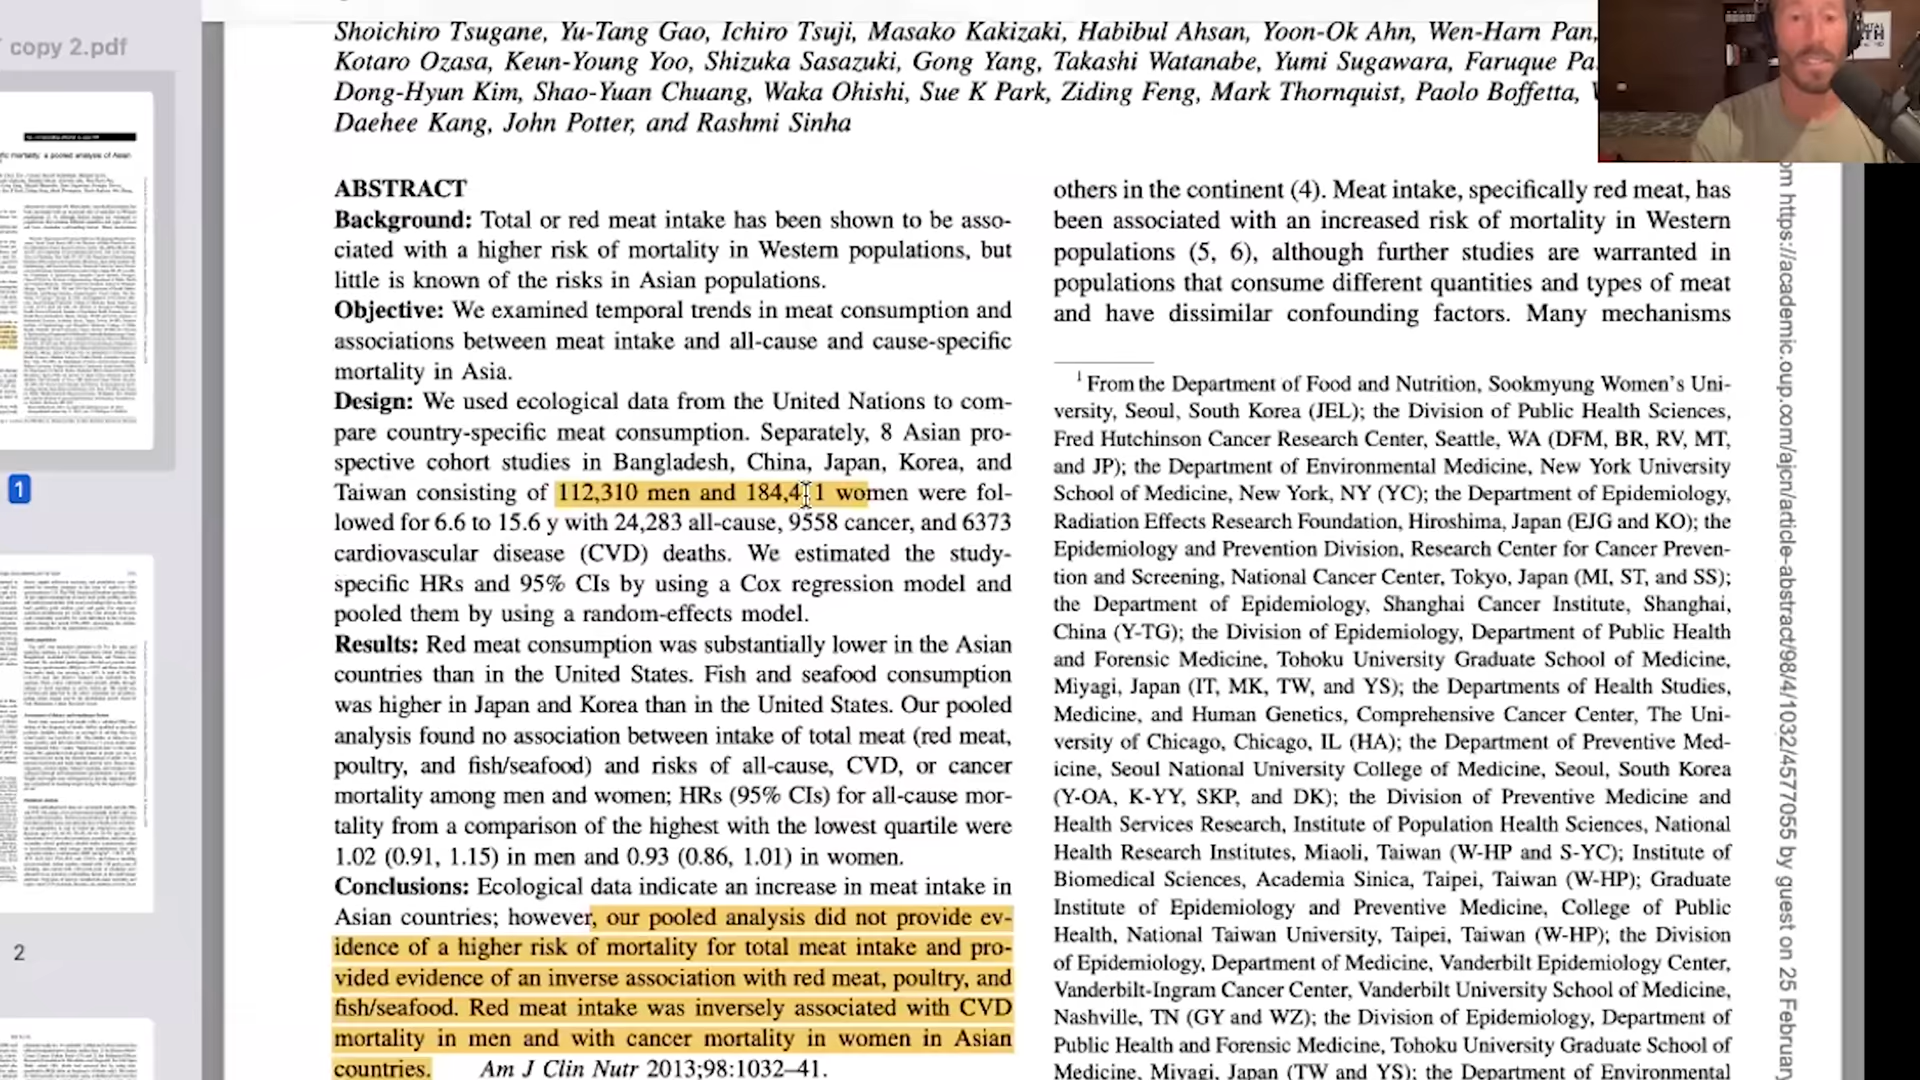 copy 2.pdf
1
2
Shoichiro Tsugane, Yu-Tang Gao, Ichiro Tsuji, Masako Kakizaki, Habibul Ahsan, Yoon-Ok Ahn, Wen-Harn Pan,
Kotaro Ozasa, Keun-Young Yoo, Shizuka Sasazuki, Gong Yang, Takashi Watanabe, Yumi Sugawara, Faruque Pa
Dong-Hyun Kim, Shao-Yuan Chuang, Waka Ohishi, Sue K Park, Ziding Feng, Mark Thornquist, Paolo Boffetta,
Daehee Kang, John Potter, and Rashmi Sinha
ABSTRACT
Background: Total or red meat intake has been shown to be asso-
ciated with a higher risk of mortality in Western populations, but
little is known of the risks in Asian populations.
Objective: We examined temporal trends in meat consumption and
associations between meat intake and all-cause and cause-specific
mortality in Asia.
Design: We used ecological data from the United Nations to com-
pare country-specific meat consumption. Separately, 8 Asian pro-
spective cohort studies in Bangladesh, China, Japan, Korea, and
Taiwan consisting of 112,310 men and 184,411 women were fol-
lowed for 6.6 to 15.6 y with 24,283 all-cause, 9558 cancer, and 6373
cardiovascular disease (CVD) deaths. We estimated the study-
specific HRs and 95% CIs by using a Cox regression model and
pooled them by using a random-effects model.
Results: Red meat consumption was substantially lower in the Asian
countries than in the United States. Fish and seafood consumption
was higher in Japan and Korea than in the United States. Our pooled
analysis found no association between intake of total meat (red meat,
poultry, and fish/seafood) and risks of all-cause, CVD, or cancer
mortality among men and women; HRs (95% CIs) for all-cause mor-
tality from a comparison of the highest with the lowest quartile were
1.02 (0.91, 1.15) in men and 0.93 (0.86, 1.01) in women.
Conclusions: Ecological data indicate an increase in meat intake in
Asian countries; however, our pooled analysis did not provide ev-
idence of a higher risk of mortality for total meat intake and pro-
vided evidence of an inverse association with red meat, poultry, and
fish/seafood. Red meat intake was inversely associated with CVD
mortality in men and with cancer mortality in women in Asian
countries. Am J Clin Nutr 2013;98:1032–41.
others in the continent (4). Meat intake, specifically red meat, has
been associated with an increased risk of mortality in Western
populations (5, 6), although further studies are warranted in
populations that consume different quantities and types of meat
and have dissimilar confounding factors. Many mechanisms
1 From the Department of Food and Nutrition, Sookmyung Women's Uni-
versity, Seoul, South Korea (JEL); the Division of Public Health Sciences,
Fred Hutchinson Cancer Research Center, Seattle, WA (DFM, BR, RV, MT,
and JP); the Department of Environmental Medicine, New York University
School of Medicine, New York, NY (YC); the Department of Epidemiology,
Radiation Effects Research Foundation, Hiroshima, Japan (EJG and KO); the
Epidemiology and Prevention Division, Research Center for Cancer Preven-
tion and Screening, National Cancer Center, Tokyo, Japan (MI, ST, and SS);
the Department of Epidemiology, Shanghai Cancer Institute, Shanghai,
China (Y-TG); the Division of Epidemiology, Department of Public Health
and Forensic Medicine, Tohoku University Graduate School of Medicine,
Miyagi, Japan (IT, MK, TW, and YS); the Departments of Health Studies,
Medicine, and Human Genetics, Comprehensive Cancer Center, The Uni-
versity of Chicago, Chicago, IL (HA); the Department of Preventive Med-
icine, Seoul National University College of Medicine, Seoul, South Korea
(Y-OA, K-YY, SKP, and DK); the Division of Preventive Medicine and
Health Services Research, Institute of Population Health Sciences, National
Health Research Institutes, Miaoli, Taiwan (W-HP and S-YC); Institute of
Biomedical Sciences, Academia Sinica, Taipei, Taiwan (W-HP); Graduate
Institute of Epidemiology and Preventive Medicine, College of Public
Health, National Taiwan University, Taipei, Taiwan (W-HP); the Division
of Epidemiology, Department of Medicine, Vanderbilt Epidemiology Center,
Vanderbilt-Ingram Cancer Center, Vanderbilt University School of Medicine,
Nashville, TN (GY and WZ); the Division of Epidemiology, Department of
Public Health and Forensic Medicine, Tohoku University Graduate School of
Medicine, Miyagi, Japan (TW and YS); the Department of Environmental
om https://academic.oup.com/ajcn/article-abstract/98/4/1032/4577055 by guest on 25 February